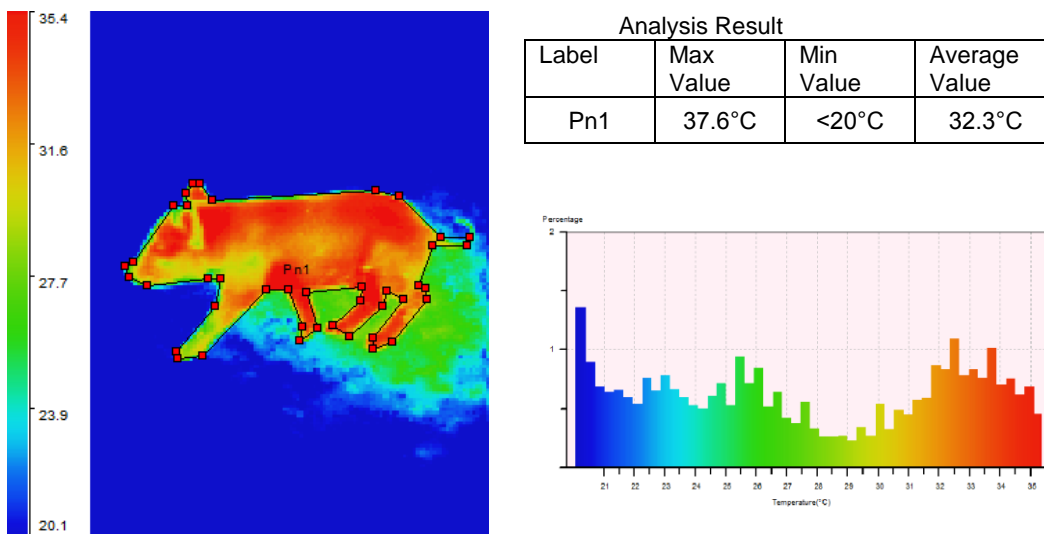 35.4
31.6
27.7
23.9
20.1
Pn1
Analysis Result
Label Max Value Min Value Average Value
Pn1 37.6°C <20°C 32.3°C
Percentage
2
1
21 22 23 24 25 26 27 28 29 30 31 32 33 34 35
Temperature(°C)